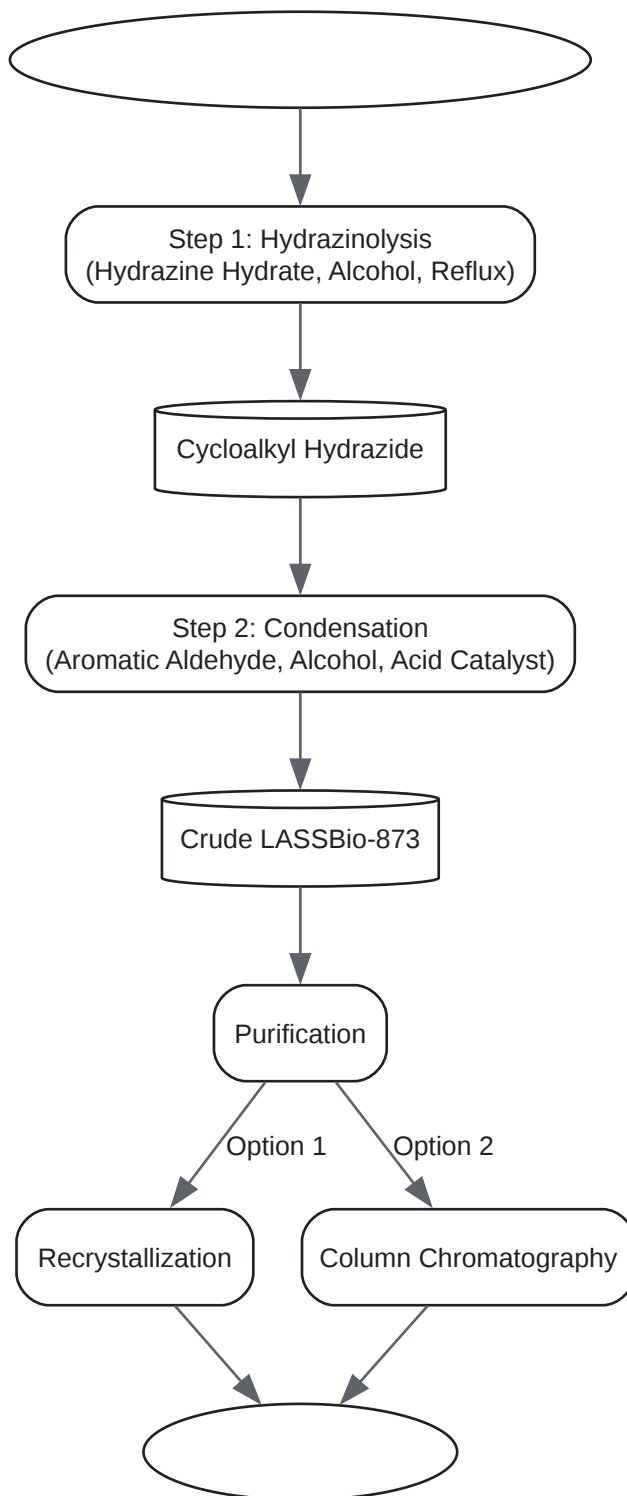 Step 1: Hydrazinolysis
(Hydrazine Hydrate, Alcohol, Reflux)
Cycloalkyl Hydrazide
Step 2: Condensation
(Aromatic Aldehyde, Alcohol, Acid Catalyst)
Crude LASSBio-873
Purification
Option 1
Option 2
Recrystallization
Column Chromatography